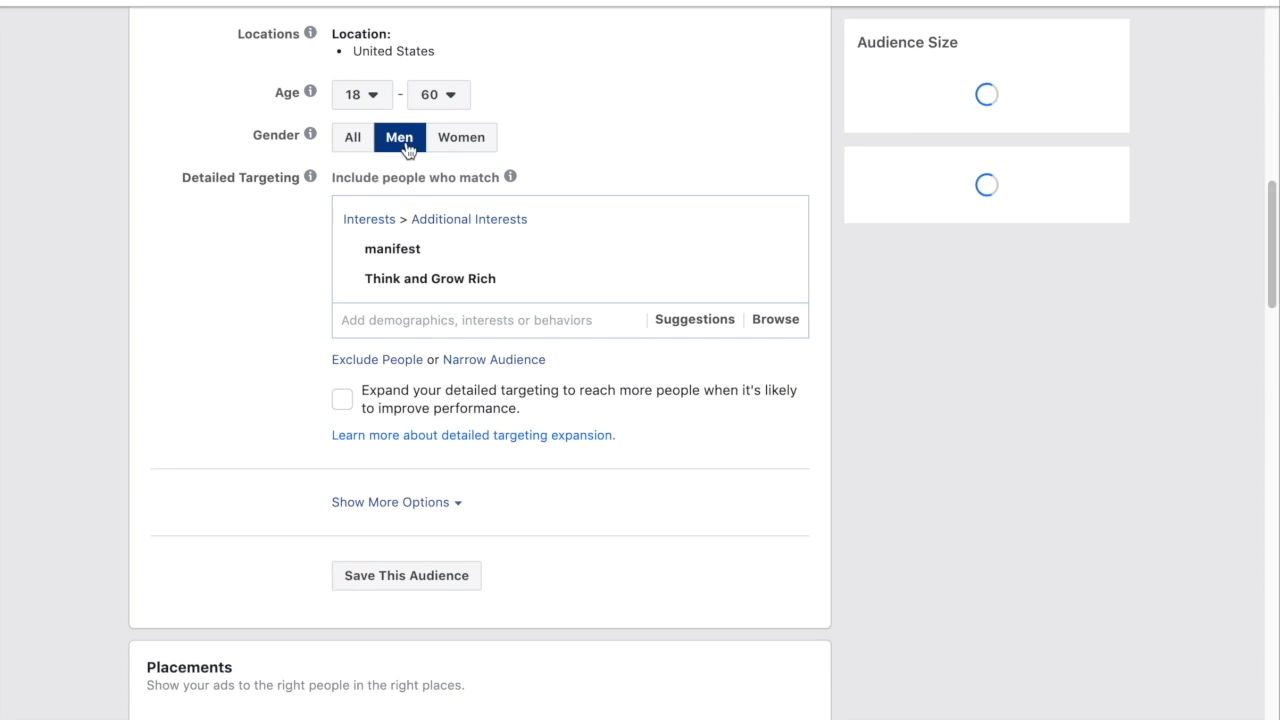 Locations
Location:
• United States
Age
18 - 60
Gender
All Men Women
Detailed Targeting
Include people who match
Interests > Additional Interests
manifest
Think and Grow Rich
Add demographics, interests or behaviors
Suggestions
Browse
Exclude People or Narrow Audience
Expand your detailed targeting to reach more people when it's likely
to improve performance.
Learn more about detailed targeting expansion.
Show More Options
Save This Audience
Placements
Show your ads to the right people in the right places.
Audience Size